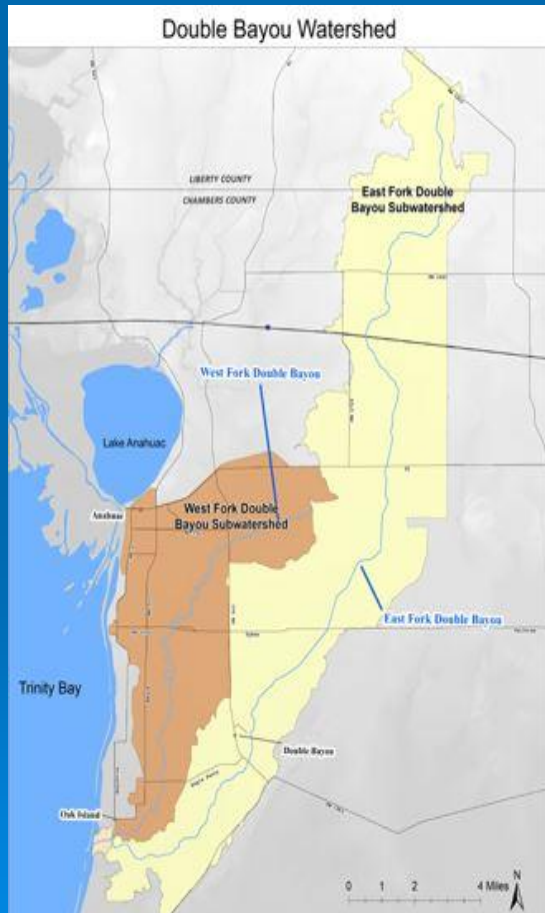 Double Bayou Watershed
LIBERTY COUNTY
CHAMBERS COUNTY
East Fork Double
Bayou Subwatershed
West Fork Double Bayou
Lake Anahuac
Anahuac
West Fork Double
Bayou Subwatershed
East Fork Double Bayou
Trinity Bay
Double Bayou
Oak Island
N
0 1 2 4 Miles